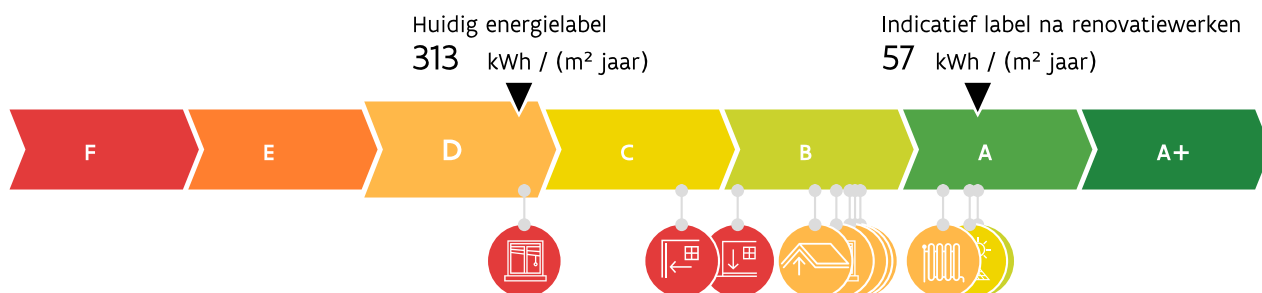 Huidig energielabel
313 kWh / (m² jaar)
Indicatief label na renovatiewerken
57 kWh / (m² jaar)
F E D C B A A+